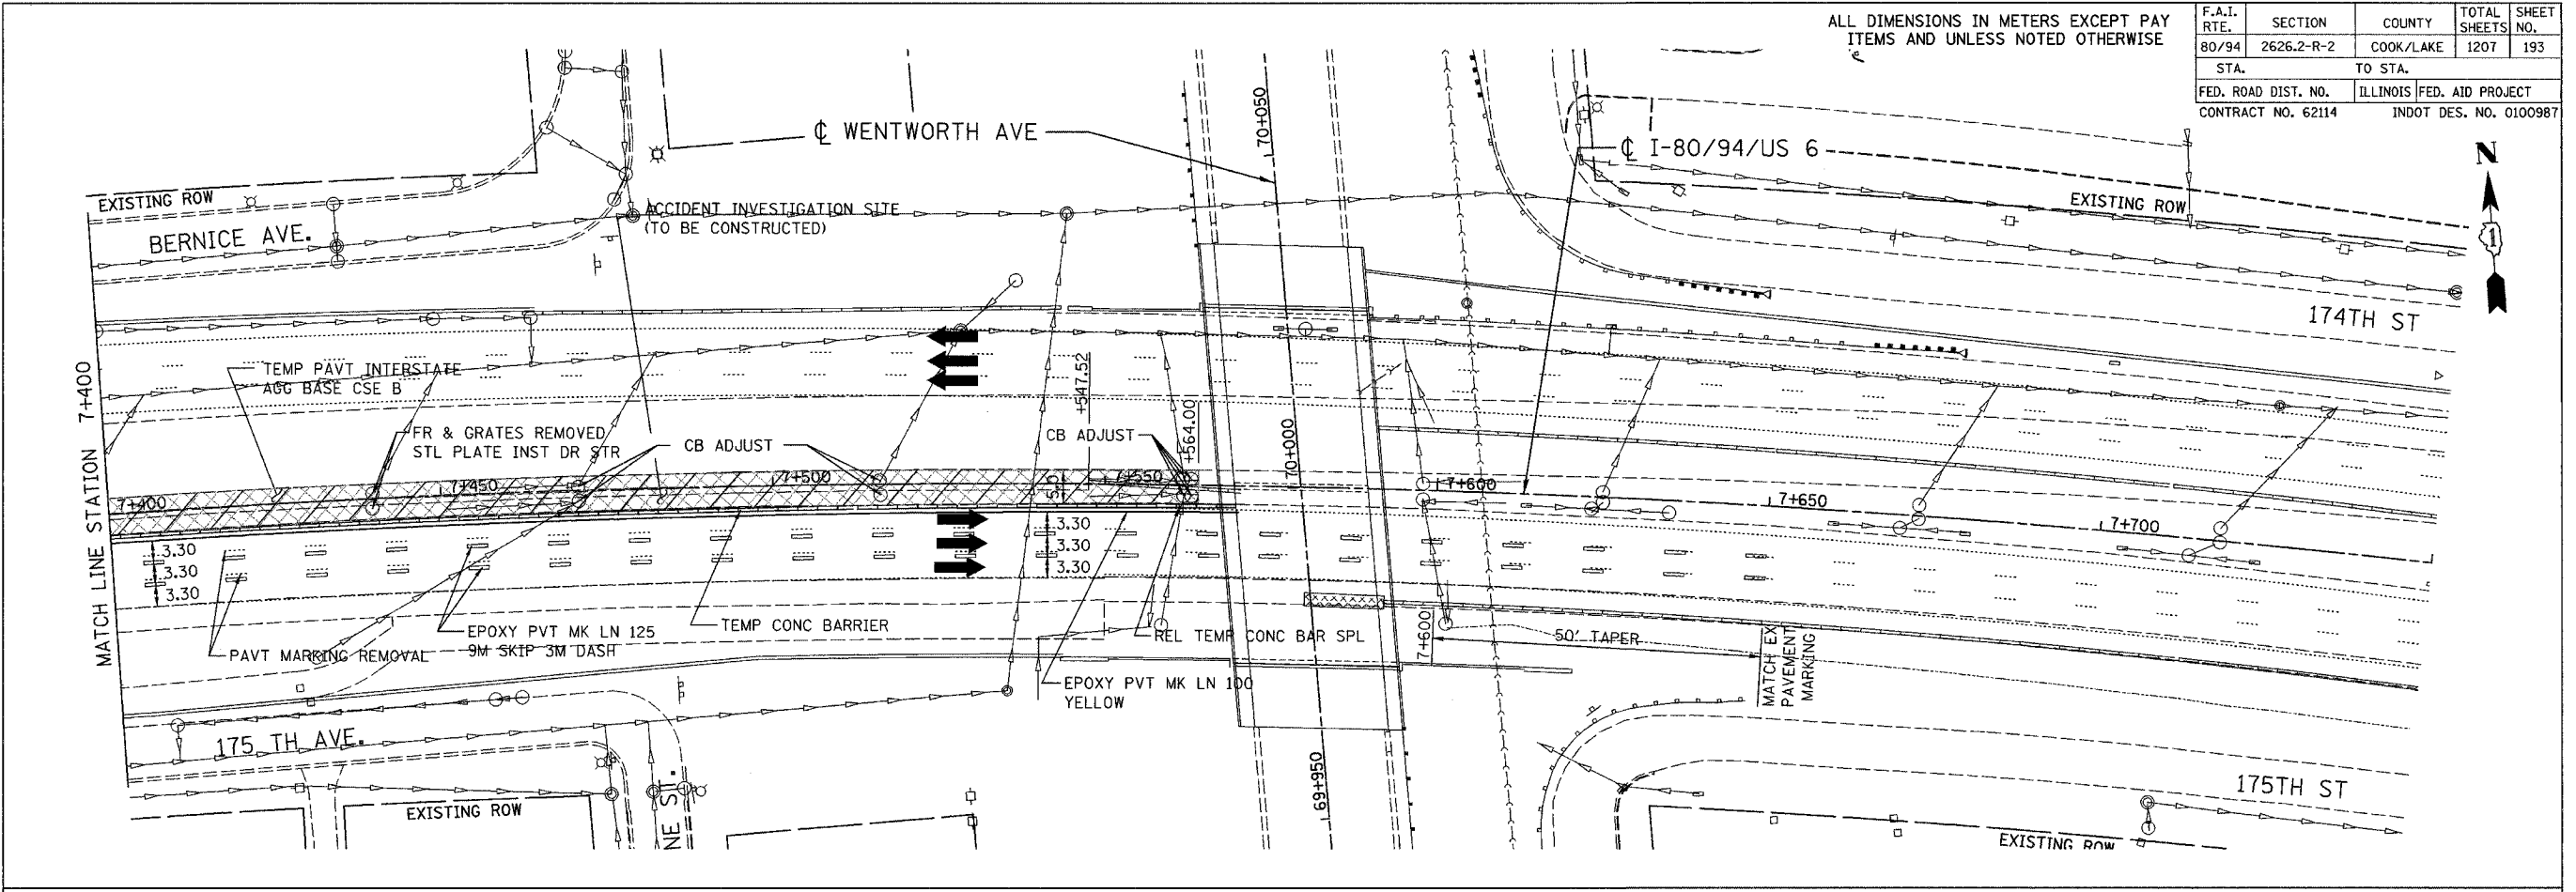 ALL DIMENSIONS IN METERS EXCEPT PAY
ITEMS AND UNLESS NOTED OTHERWISE
F.A.I. RTE.
SECTION
COUNTY
TOTAL SHEETS
SHEET NO.
80/94
2626.2-R-2
COOK/LAKE
1207
193
STA.
TO STA.
FED. ROAD DIST. NO.
ILLINOIS
FED. AID PROJECT
CONTRACT NO. 62114
INDOT DES. NO. 0100987
N
1
℄ WENTWORTH AVE
70+050
℄ I-80/94/US 6
EXISTING ROW
EXISTING ROW
BERNICE AVE.
ACCIDENT INVESTIGATION SITE
(TO BE CONSTRUCTED)
174TH ST
MATCH LINE STATION 7+400
TEMP PAVT INTERSTATE
AGG BASE CSE B
+547.52
+564.00
FR & GRATES REMOVED
STL PLATE INST DR STR
CB ADJUST
CB ADJUST
70+000
7+400
7+450
7+500
7+550
7+600
7+650
7+700
3.30
3.30
3.30
3.30
3.30
3.30
PAVT MARKING REMOVAL
EPOXY PVT MK LN 125
9M SKIP 3M DASH
TEMP CONC BARRIER
REL TEMP CONC BAR SPL
EPOXY PVT MK LN 100
YELLOW
7+600
50' TAPER
MATCH EX
PAVEMENT
MARKING
175 TH AVE.
69+950
175TH ST
EXISTING ROW
NE ST.
EXISTING ROW